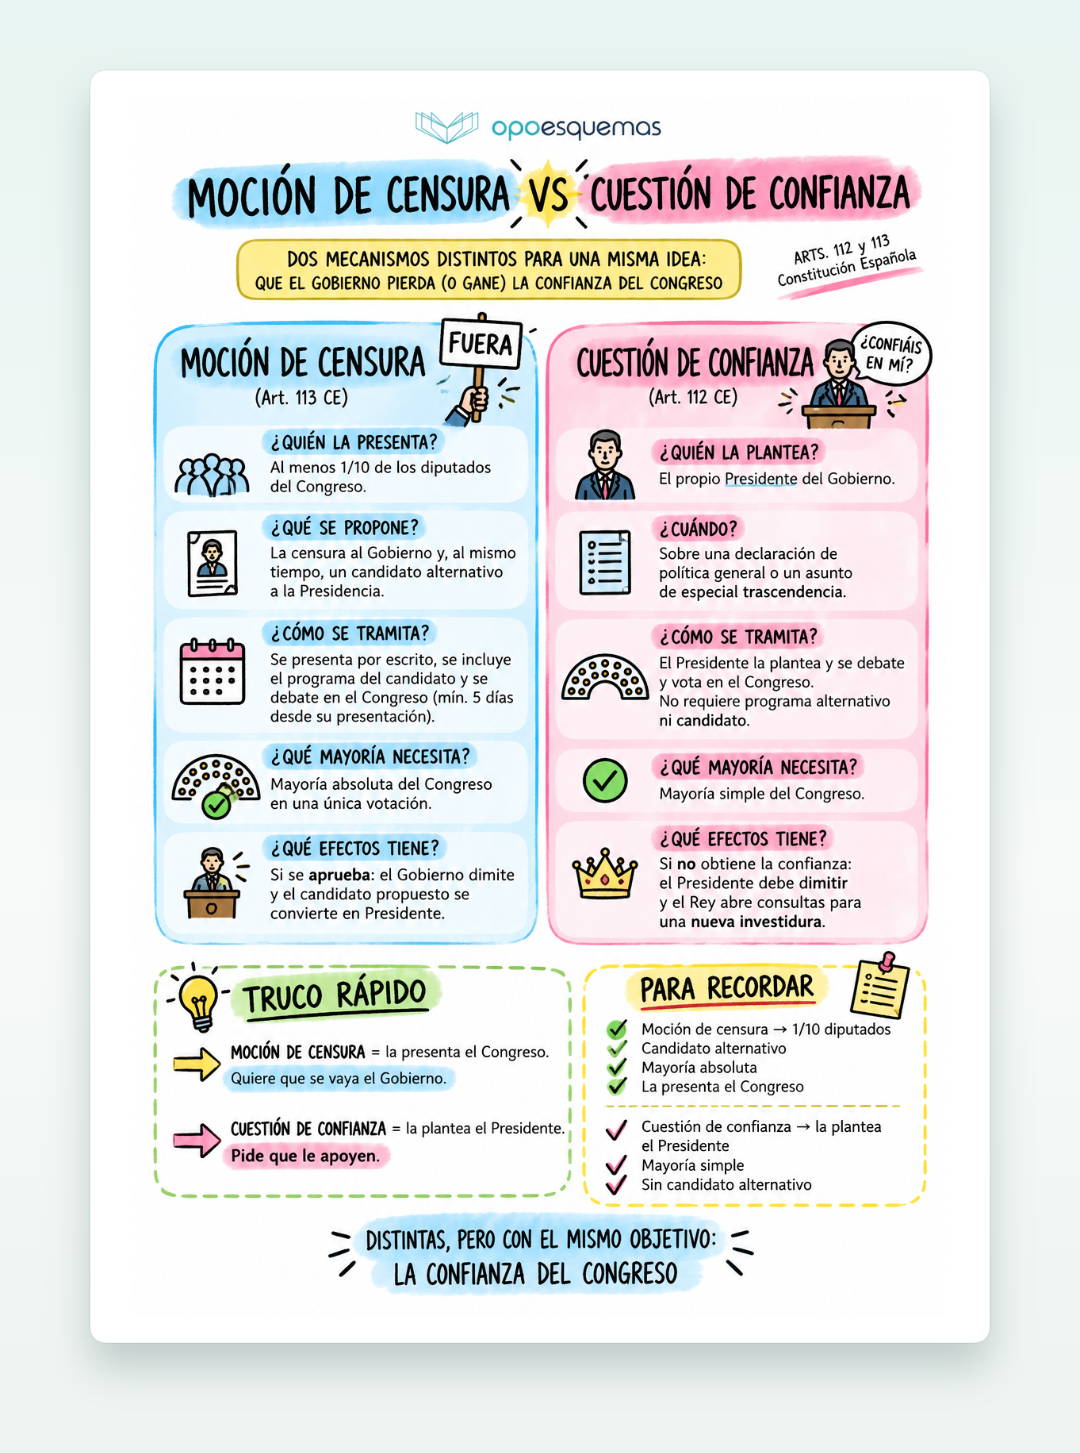 opoesquemas
MOCIÓN DE CENSURA VS CUESTIÓN DE CONFIANZA
DOS MECANISMOS DISTINTOS PARA UNA MISMA IDEA:
QUE EL GOBIERNO PIERDA (O GANE) LA CONFIANZA DEL CONGRESO
ARTS. 112 y 113
Constitución Española
MOCIÓN DE CENSURA
(Art. 113 CE)
FUERA
¿QUIÉN LA PRESENTA?
Al menos 1/10 de los diputados
del Congreso.
¿QUÉ SE PROPONE?
La censura al Gobierno y, al mismo
tiempo, un candidato alternativo
a la Presidencia.
¿CÓMO SE TRAMITA?
Se presenta por escrito, se incluye
el programa del candidato y se
debate en el Congreso (mín. 5 días
desde su presentación).
¿QUÉ MAYORÍA NECESITA?
Mayoría absoluta del Congreso
en una única votación.
¿QUÉ EFECTOS TIENE?
Si se aprueba: el Gobierno dimite
y el candidato propuesto se
convierte en Presidente.
CUESTIÓN DE CONFIANZA
(Art. 112 CE)
¿CONFIÁIS
EN MÍ?
¿QUIÉN LA PLANTEA?
El propio Presidente del Gobierno.
¿CUÁNDO?
Sobre una declaración de
política general o un asunto
de especial trascendencia.
¿CÓMO SE TRAMITA?
El Presidente la plantea y se debate
y vota en el Congreso.
No requiere programa alternativo
ni candidato.
¿QUÉ MAYORÍA NECESITA?
Mayoría simple del Congreso.
¿QUÉ EFECTOS TIENE?
Si no obtiene la confianza:
el Presidente debe dimitir
y el Rey abre consultas para
una nueva investidura.
TRUCO RÁPIDO
MOCIÓN DE CENSURA = la presenta el Congreso.
Quiere que se vaya el Gobierno.
CUESTIÓN DE CONFIANZA = la plantea el Presidente.
Pide que le apoyen.
PARA RECORDAR
Moción de censura → 1/10 diputados
Candidato alternativo
Mayoría absoluta
La presenta el Congreso
Cuestión de confianza → la plantea
el Presidente
Mayoría simple
Sin candidato alternativo
DISTINTAS, PERO CON EL MISMO OBJETIVO:
LA CONFIANZA DEL CONGRESO